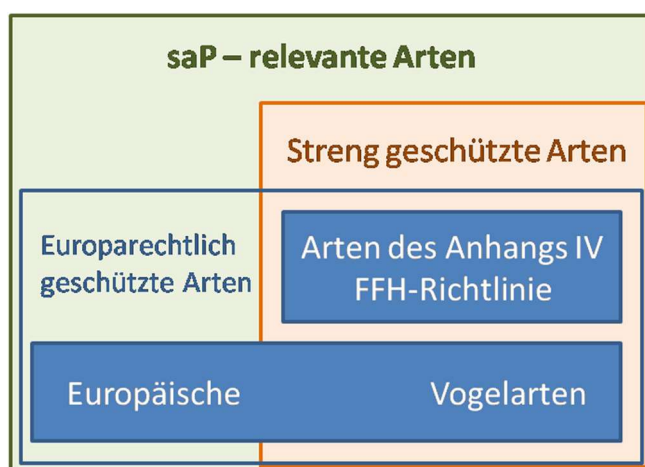 saP – relevante Arten
Streng geschützte Arten
Europarechtlich
geschützte Arten
Arten des Anhangs IV
FFH-Richtlinie
Europäische Vogelarten